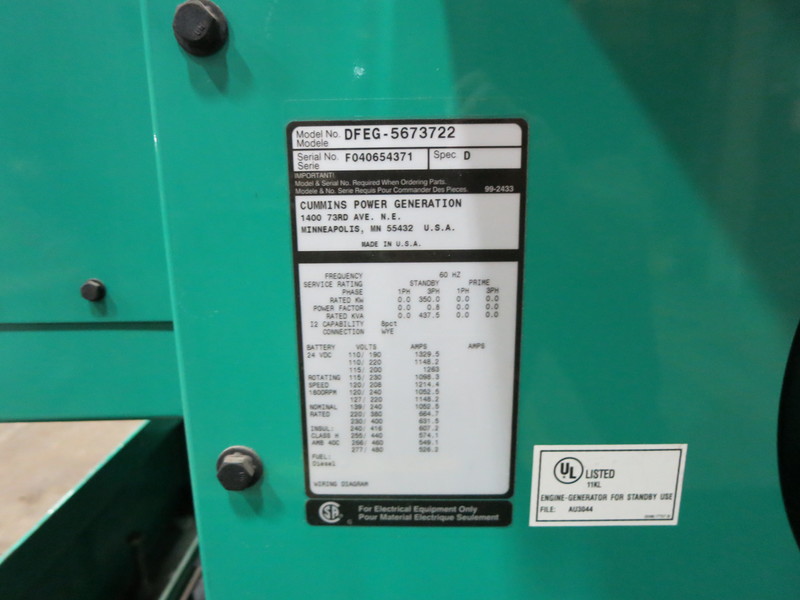 Model No. DFEG-5673722
Modele
Serial No. F040654371 Spec D
Serie
IMPORTANT!
Model & Serial No. Required When Ordering Parts.
Modele & No. Serie Requis Pour Commander Des Pieces. 99-2433
CUMMINS POWER GENERATION
1400 73RD AVE. N.E.
MINNEAPOLIS, MN 55432 U.S.A.
MADE IN U.S.A.
FREQUENCY 60 HZ
SERVICE RATING STANDBY PRIME
PHASE 1PH 3PH 1PH 3PH
RATED KW 0.0 350.0 0.0 0.0
POWER FACTOR 0.0 0.8 0.0 0.0
RATED KVA 0.0 437.5 0.0 0.0
I2 CAPABILITY 8pct
CONNECTION WYE
BATTERY VOLTS AMPS AMPS
24 VDC 110/ 190 1329.5
110/ 220 1148.2
115/ 200 1263
ROTATING 115/ 230 1098.3
SPEED 120/ 208 1214.4
1800RPM 120/ 240 1052.5
127/ 220 1148.2
NOMINAL 139/ 240 1052.5
RATED 220/ 380 664.7
230/ 400 631.5
INSUL: 240/ 416 607.2
CLASS H 255/ 440 574.1
AMB 40C 266/ 460 549.1
277/ 480 526.2
FUEL:
Diesel
WIRING DIAGRAM
For Electrical Equipment Only
Pour Material Electrique Seulement
UL LISTED
11KL
ENGINE-GENERATOR FOR STANDBY USE
FILE: AU3044